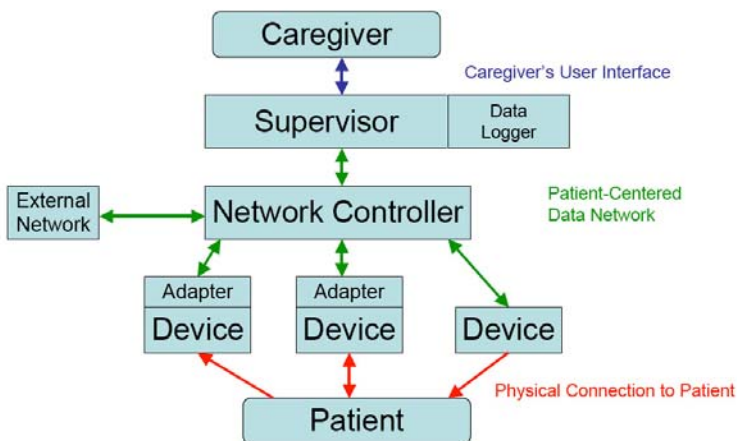 Caregiver
Caregiver's User Interface
Supervisor
Data
Logger
External
Network
Network Controller
Patient-Centered
Data Network
Adapter
Device
Adapter
Device
Device
Physical Connection to Patient
Patient